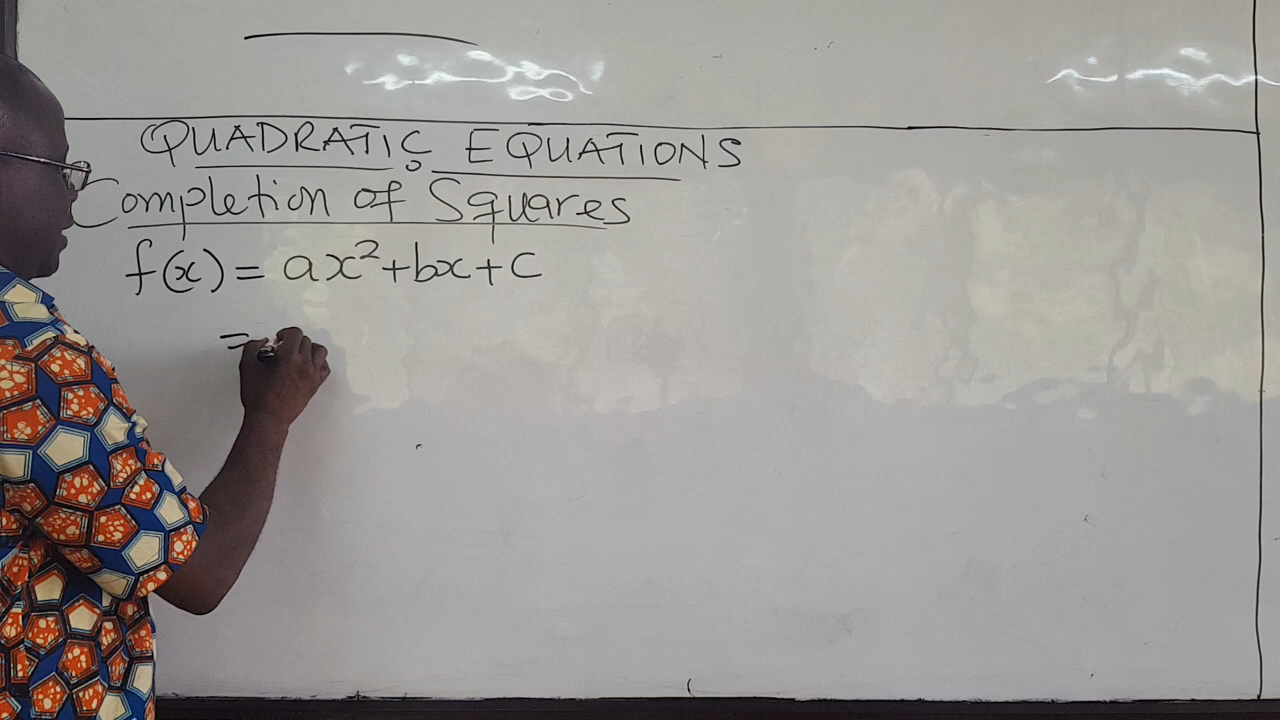 QUADRATIC EQUATIONS
Completion of Squares
f(x) = ax²+bx+c
=